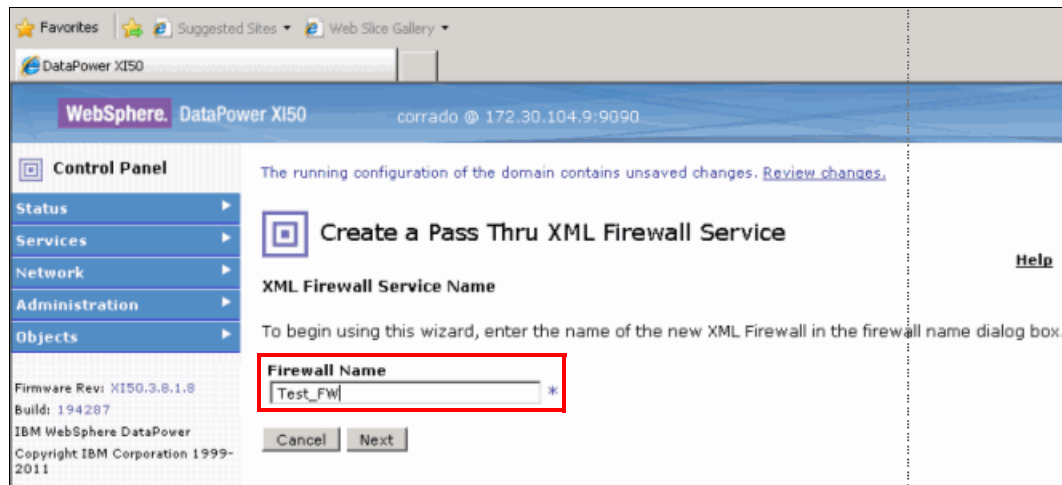 Favorites Suggested Sites Web Slice Gallery
DataPower XI50
WebSphere. DataPower XI50 corrado @ 172.30.104.9:9090
Control Panel
Status
Services
Network
Administration
Objects
Firmware Rev: XI50.3.8.1.8
Build: 194287
IBM WebSphere DataPower
Copyright IBM Corporation 1999-
2011
The running configuration of the domain contains unsaved changes. Review changes.
Create a Pass Thru XML Firewall Service
Help
XML Firewall Service Name
To begin using this wizard, enter the name of the new XML Firewall in the firewall name dialog box.
Firewall Name
Test_FW *
Cancel Next